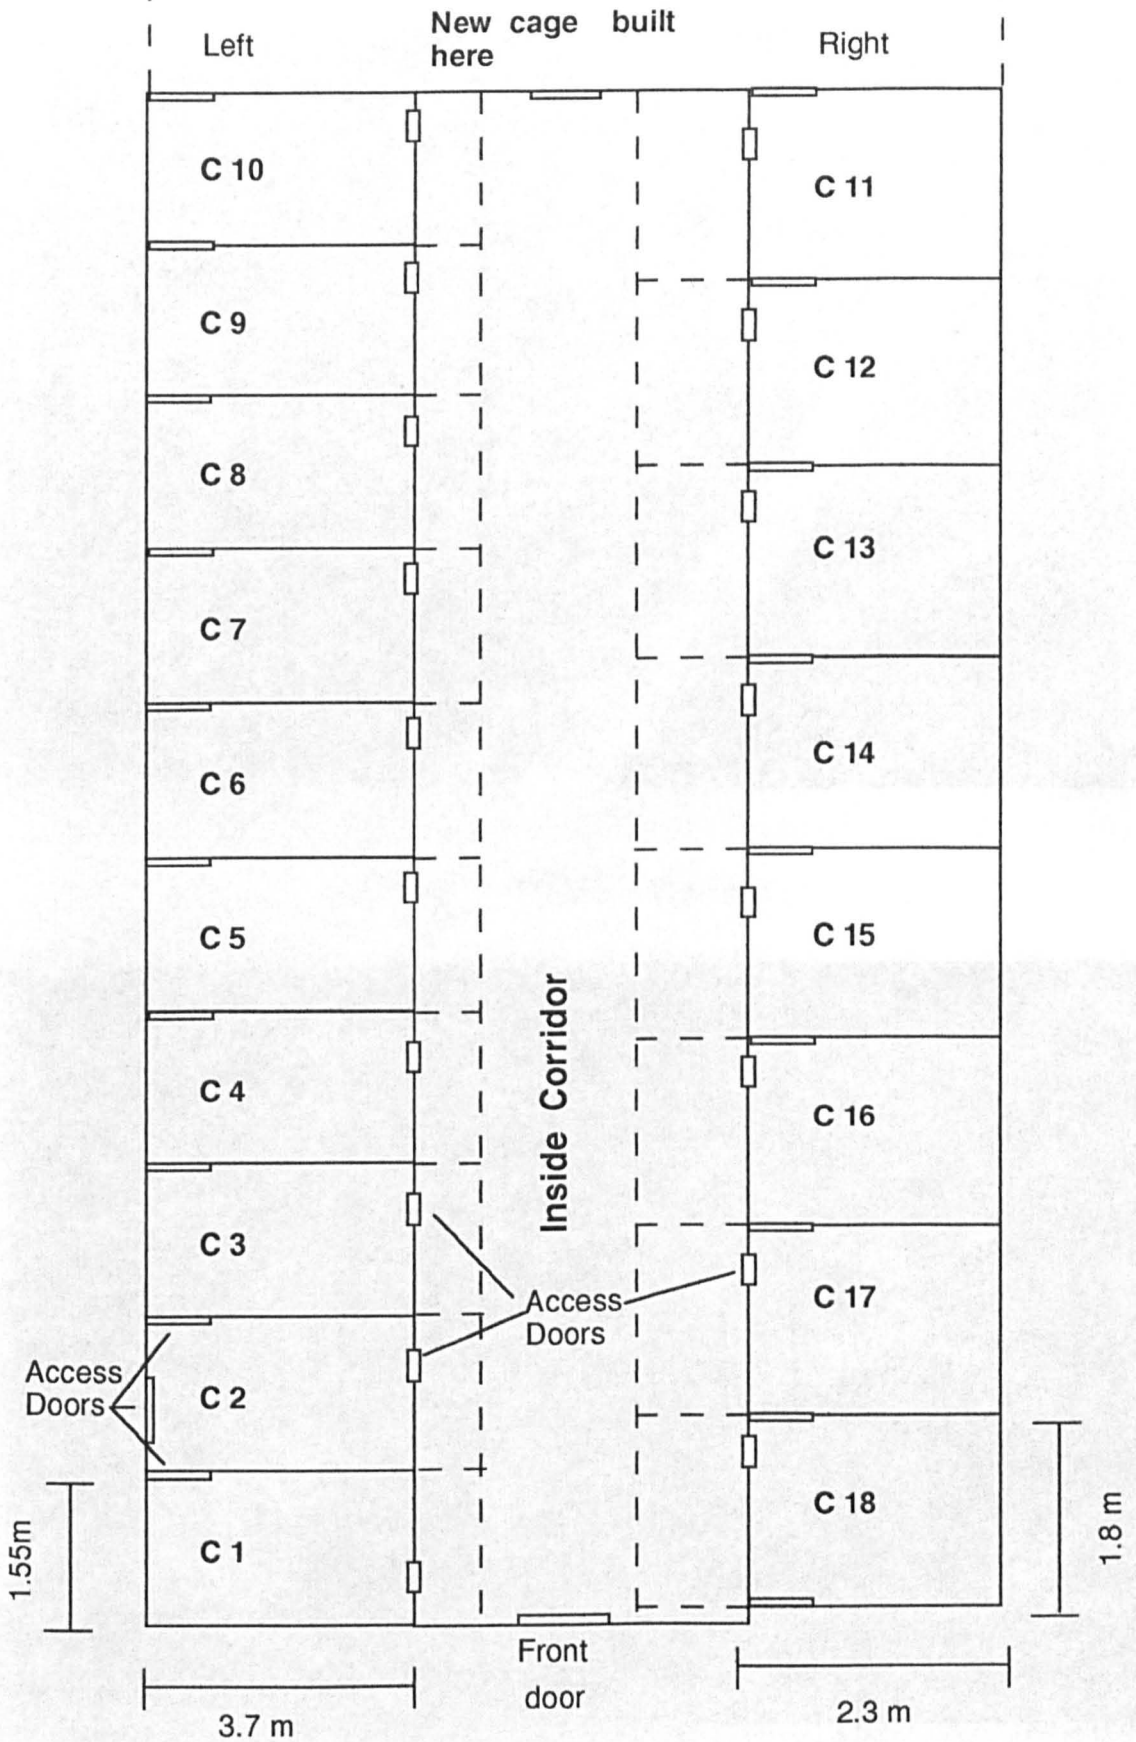 Left
New cage built
here
Right
C 10
C 11
C 9
C 12
C 8
C 13
C 7
C 14
C 6
C 5
C 15
Inside Corridor
C 4
C 16
C 3
C 17
Access
Doors
Access
Doors
C 2
C 18
C 1
1.55m
1.8 m
Front
door
3.7 m
2.3 m